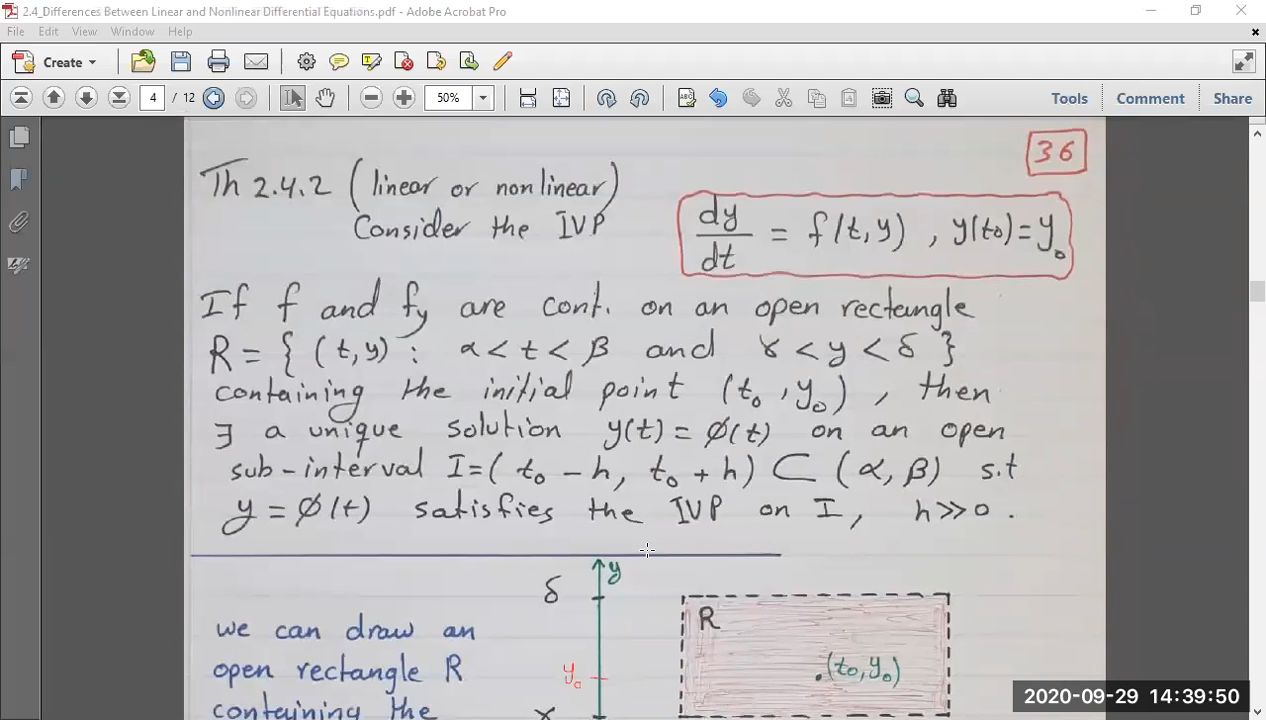 2.4_Differences Between Linear and Nonlinear Differential Equations.pdf - Adobe Acrobat Pro
File Edit View Window Help
Create
4 / 12 50% Tools Comment Share
36
Th 2.4.2 (linear or nonlinear)
Consider the IVP
dy/dt = f(t,y) , y(t₀)=y₀
If f and fy are cont. on an open rectangle
R = { (t,y) : α < t < β and γ < y < δ }
containing the initial point (t₀,y₀) , then
∃ a unique solution y(t) = ø(t) on an open
sub-interval I=(t₀ - h, t₀ + h) ⊂ (α,β) s.t
y = ø(t) satisfies the IVP on I, h>>0 .
δ y
R
we can draw an
open rectangle R
y₀ (t₀,y₀)
containing the γ
2020-09-29 14:39:50